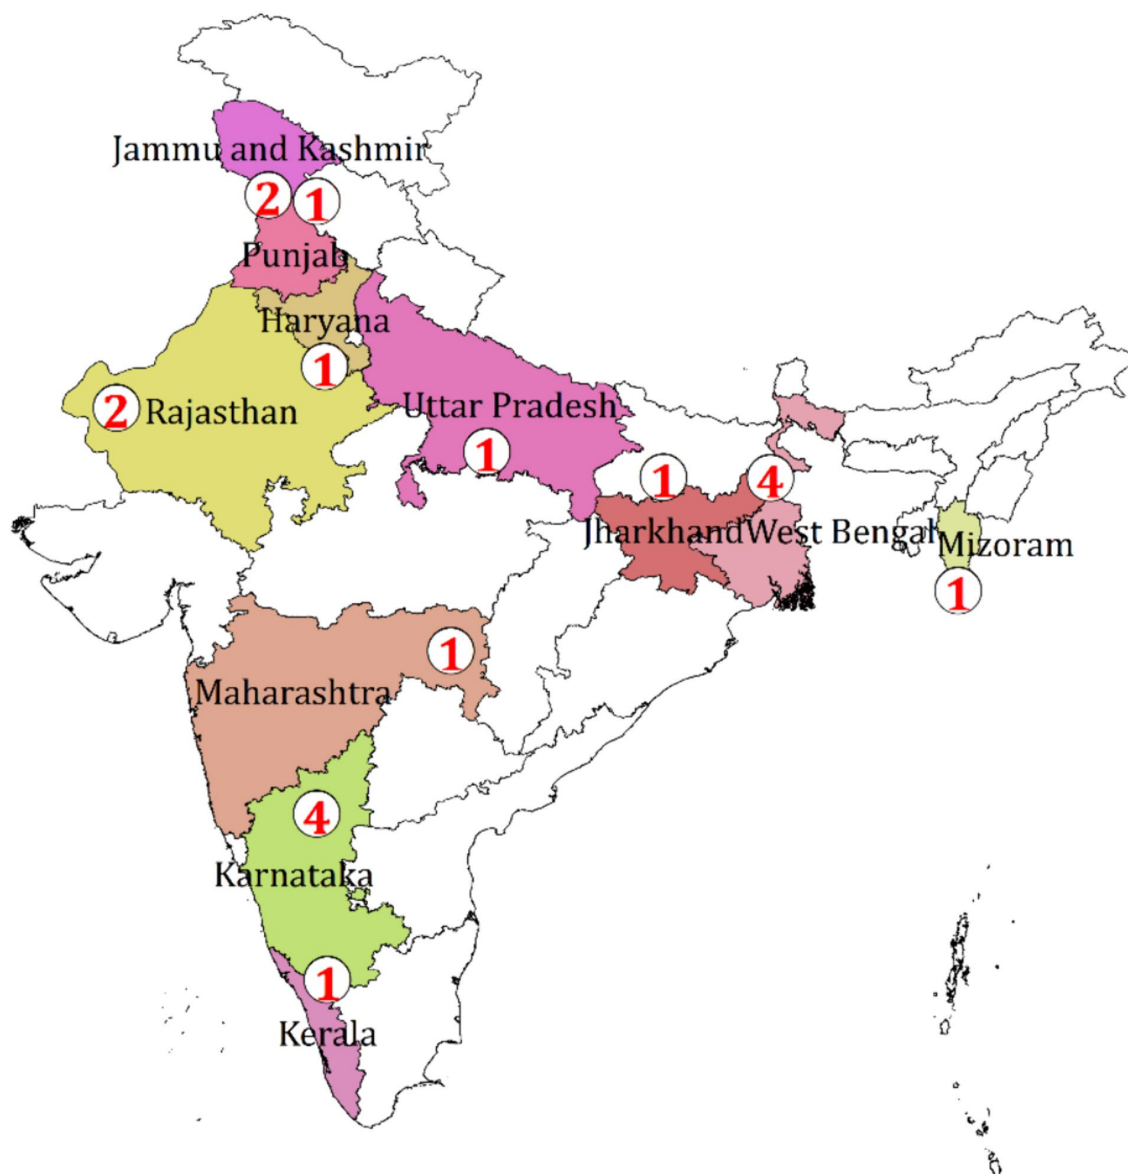 Jammu and Kashmir
2 1
Punjab
Haryana
1
2 Rajasthan
Uttar Pradesh
1
1 4
Jharkhand West Bengal
Mizoram
1
1
Maharashtra
4
Karnataka
1
Kerala